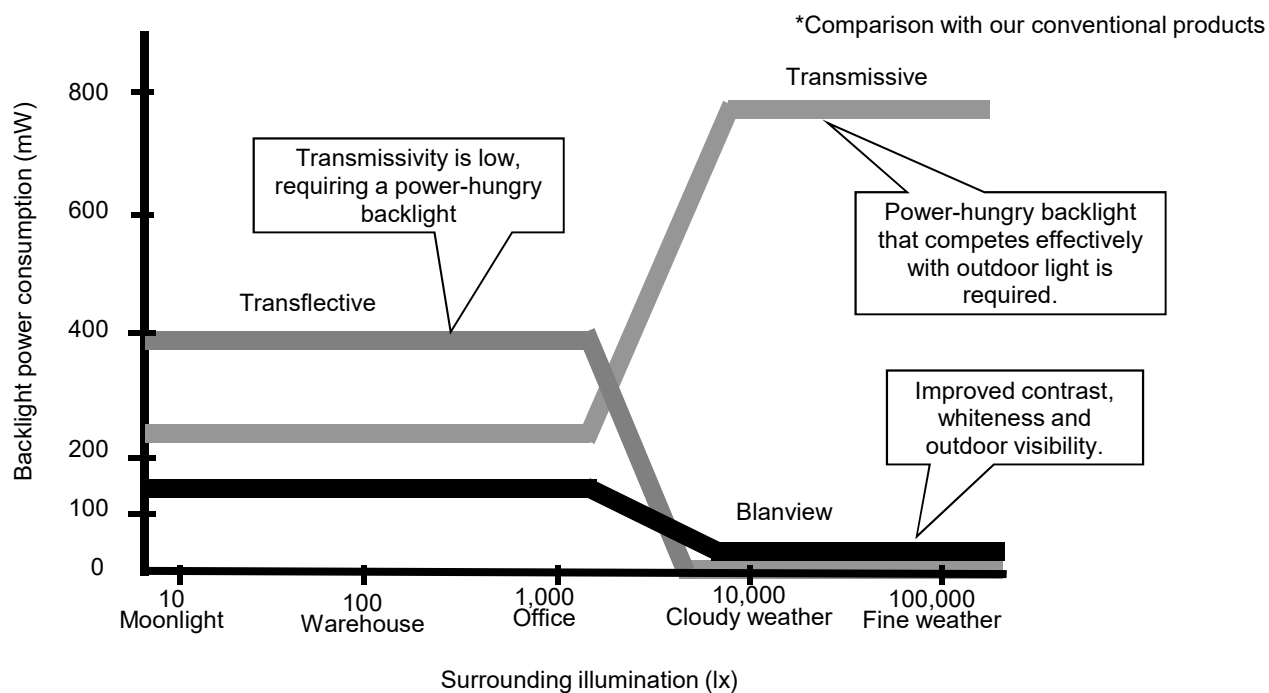 *Comparison with our conventional products
Transmissive
800
Transmissivity is low,
requiring a power-hungry
backlight
Power-hungry backlight
that competes effectively
with outdoor light is
required.
600
Transflective
400
Improved contrast,
whiteness and
outdoor visibility.
200
100
Blanview
0
Backlight power consumption (mW)
10
100
1,000
10,000
100,000
Moonlight
Warehouse
Office
Cloudy weather
Fine weather
Surrounding illumination (lx)